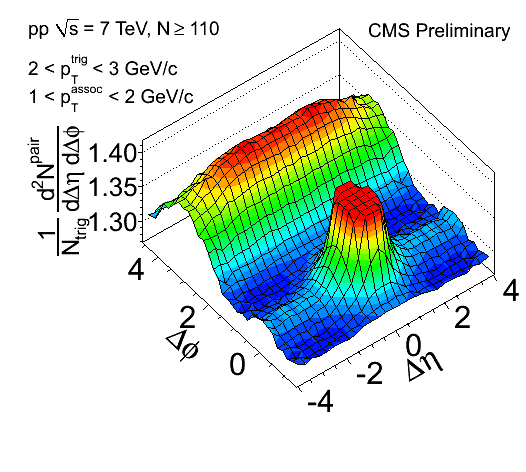 pp √s = 7 TeV, N ≥ 110
CMS Preliminary
2 < p_T^trig < 3 GeV/c
1 < p_T^assoc < 2 GeV/c
1/N_trig d²N^pair/dΔη dΔϕ
1.40
1.35
1.30
4
2
0
Δϕ
-4
-2
0
2
4
Δη